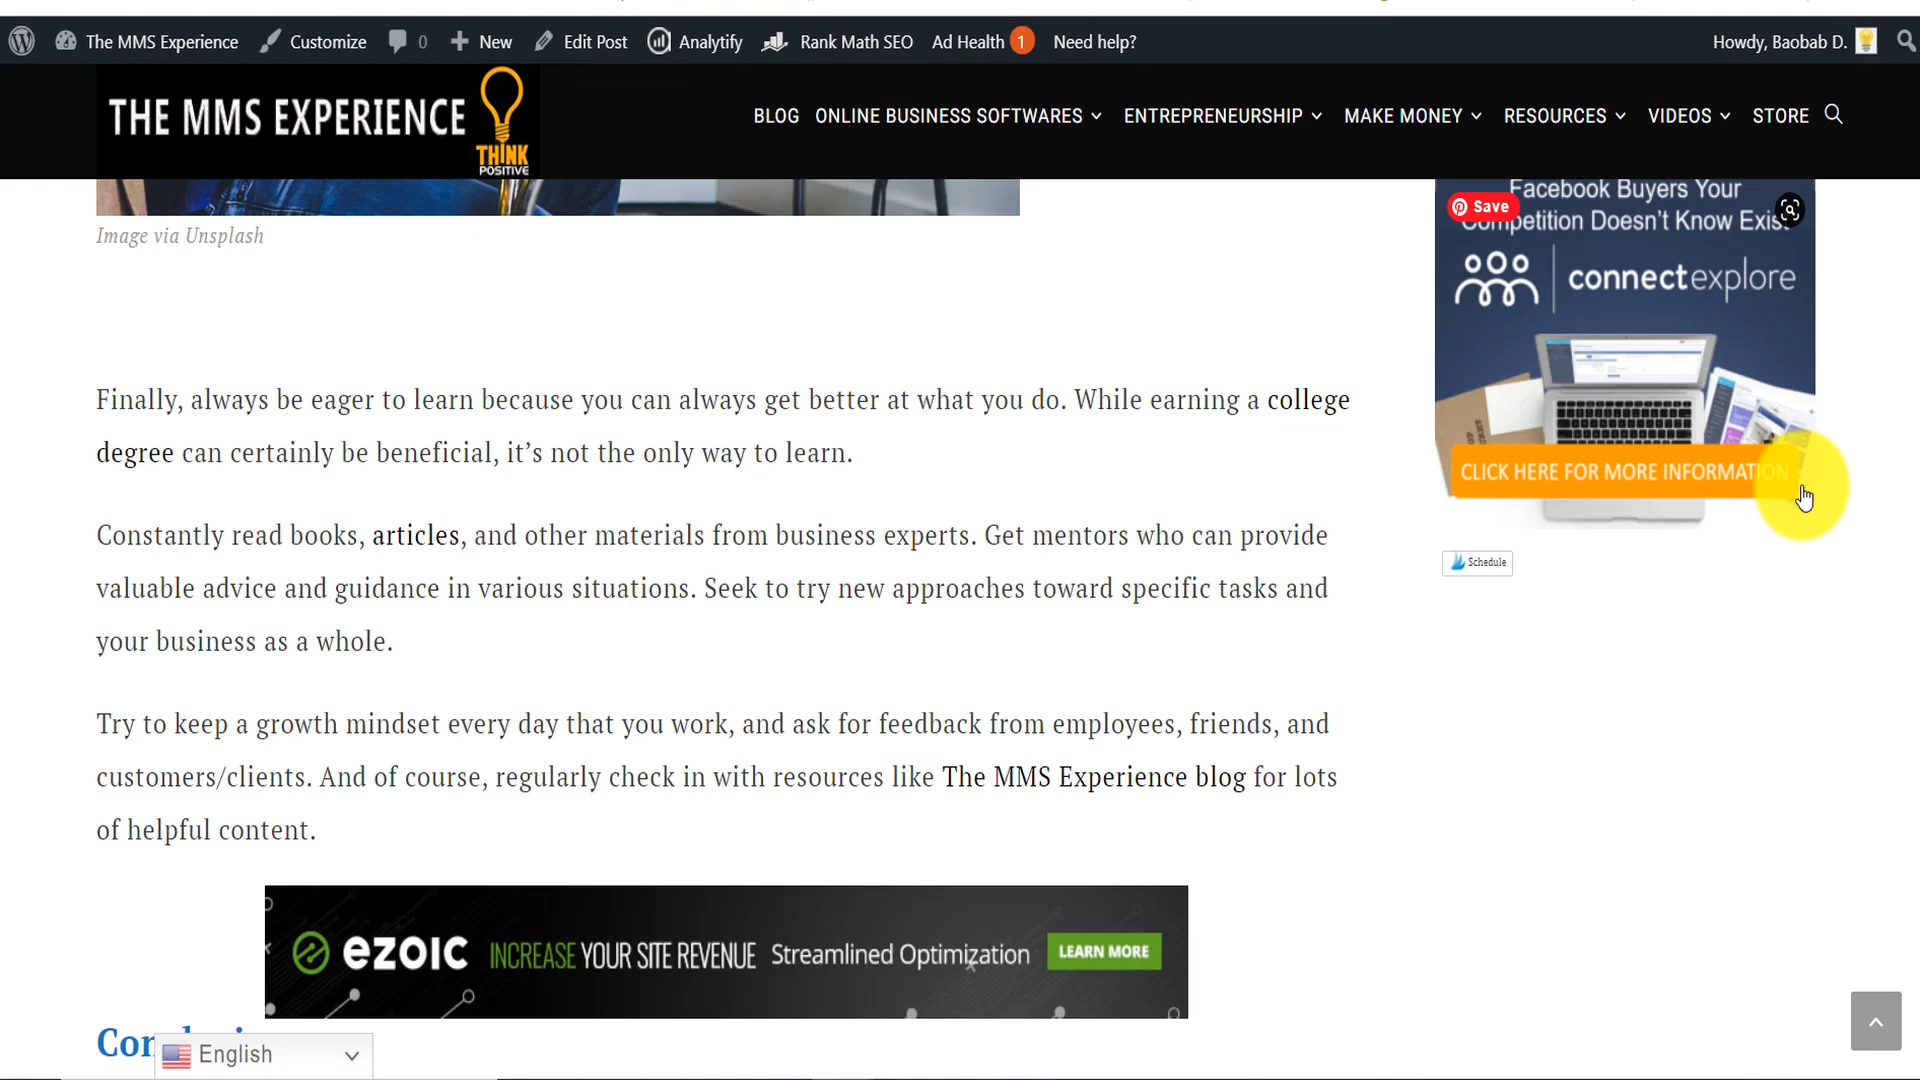 The MMS Experience Customize 0 New Edit Post Analytify Rank Math SEO Ad Health 1 Need help? Howdy, Baobab D.
THE MMS EXPERIENCE
THINK
POSITIVE
BLOG ONLINE BUSINESS SOFTWARES ENTREPRENEURSHIP MAKE MONEY RESOURCES VIDEOS STORE
Image via Unsplash
Finally, always be eager to learn because you can always get better at what you do. While earning a college
degree can certainly be beneficial, it’s not the only way to learn.
Constantly read books, articles, and other materials from business experts. Get mentors who can provide
valuable advice and guidance in various situations. Seek to try new approaches toward specific tasks and
your business as a whole.
Try to keep a growth mindset every day that you work, and ask for feedback from employees, friends, and
customers/clients. And of course, regularly check in with resources like The MMS Experience blog for lots
of helpful content.
Facebook Buyers Your
Save
Competition Doesn’t Know Exist
connectexplore
CLICK HERE FOR MORE INFORMATION
Schedule
ezoic INCREASE YOUR SITE REVENUE Streamlined Optimization LEARN MORE
English